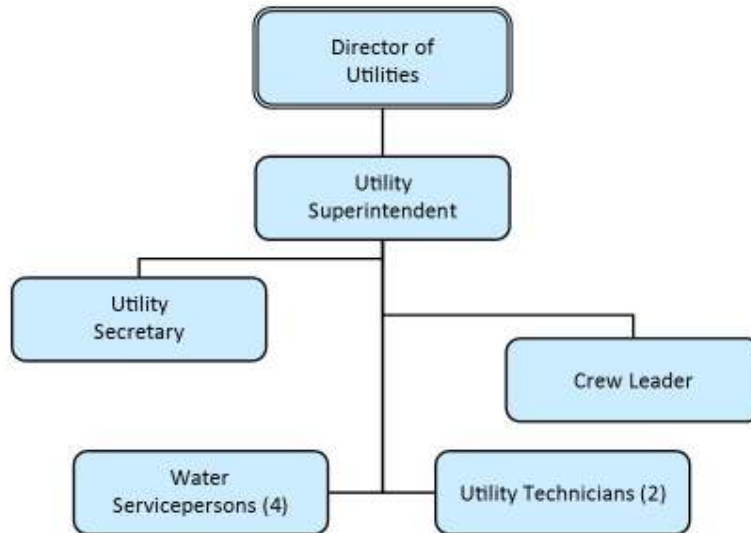 Director of
Utilities
Utility
Superintendent
Utility
Secretary
Crew Leader
Water
Servicepersons (4)
Utility Technicians (2)